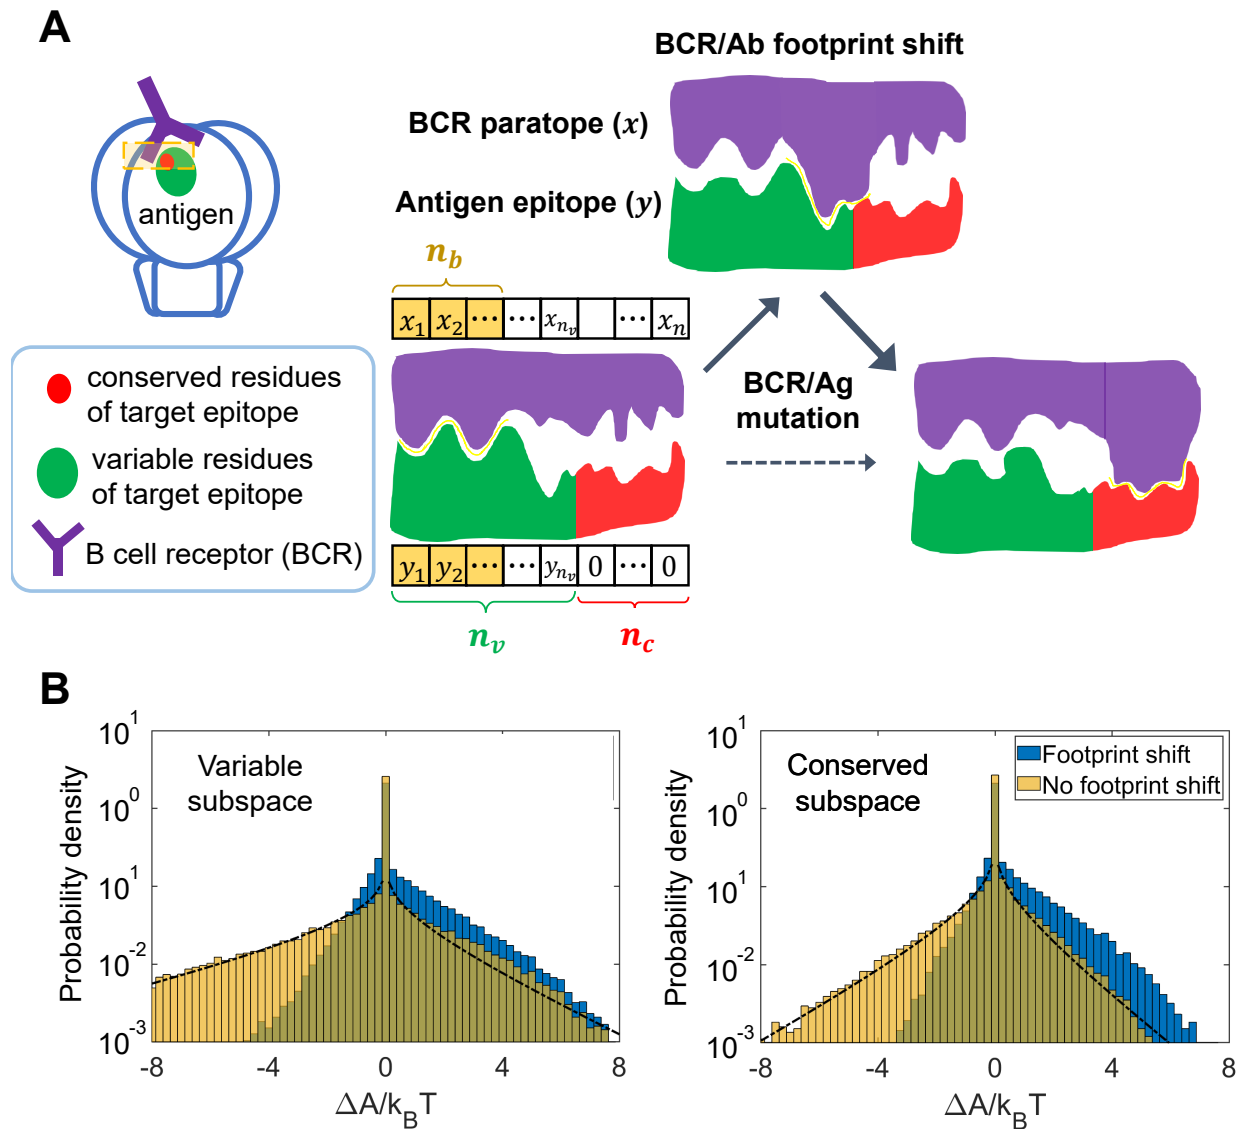 A
BCR/Ab footprint shift
BCR paratope (x)
antigen
Antigen epitope (y)
n_b
x_1 x_2 ⋯ ⋯ x_{n_v} ⋯ x_n
conserved residues
of target epitope
variable residues
of target epitope
B cell receptor (BCR)
BCR/Ag
mutation
y_1 y_2 ⋯ ⋯ y_{n_v} 0 ⋯ 0
n_v n_c
B
Variable
subspace
Probability density
10^1
10^0
10^1
10^-2
10^-3
-8 -4 0 4 8
ΔA/k_BT
Conserved
subspace
Footprint shift
No footprint shift
Probability density
10^1
10^0
10^1
10^-2
10^-3
-8 -4 0 4 8
ΔA/k_BT